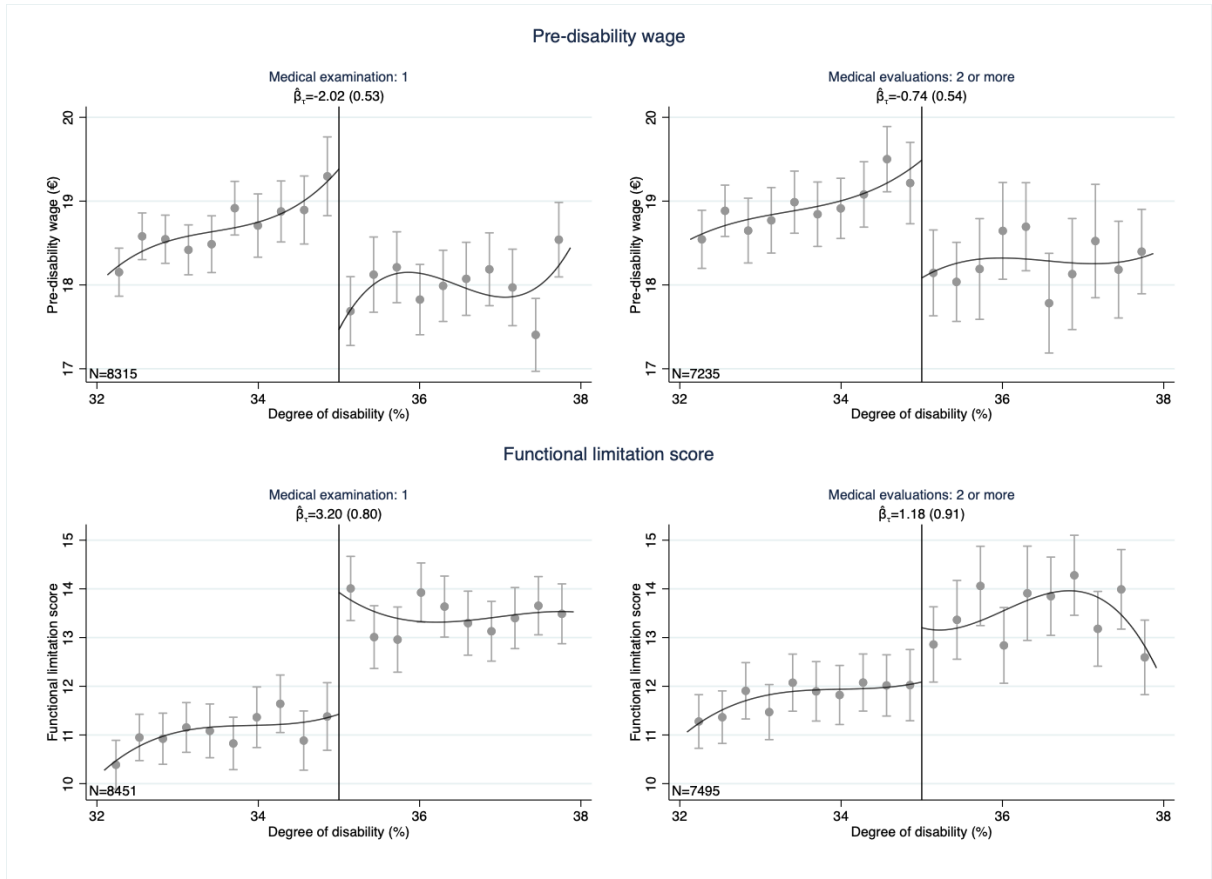 Pre-disability wage
Medical examination: 1
β̂τ=-2.02 (0.53)
Pre-disability wage (€)
20
19
18
17
N=8315
32 34 36 38
Degree of disability (%)
Medical evaluations: 2 or more
β̂τ=-0.74 (0.54)
Pre-disability wage (€)
20
19
18
17
N=7235
32 34 36 38
Degree of disability (%)
Functional limitation score
Medical examination: 1
β̂τ=3.20 (0.80)
Functional limitation score
15
14
13
12
11
10
N=8451
32 34 36 38
Degree of disability (%)
Medical evaluations: 2 or more
β̂τ=1.18 (0.91)
Functional limitation score
15
14
13
12
11
10
N=7495
32 34 36 38
Degree of disability (%)